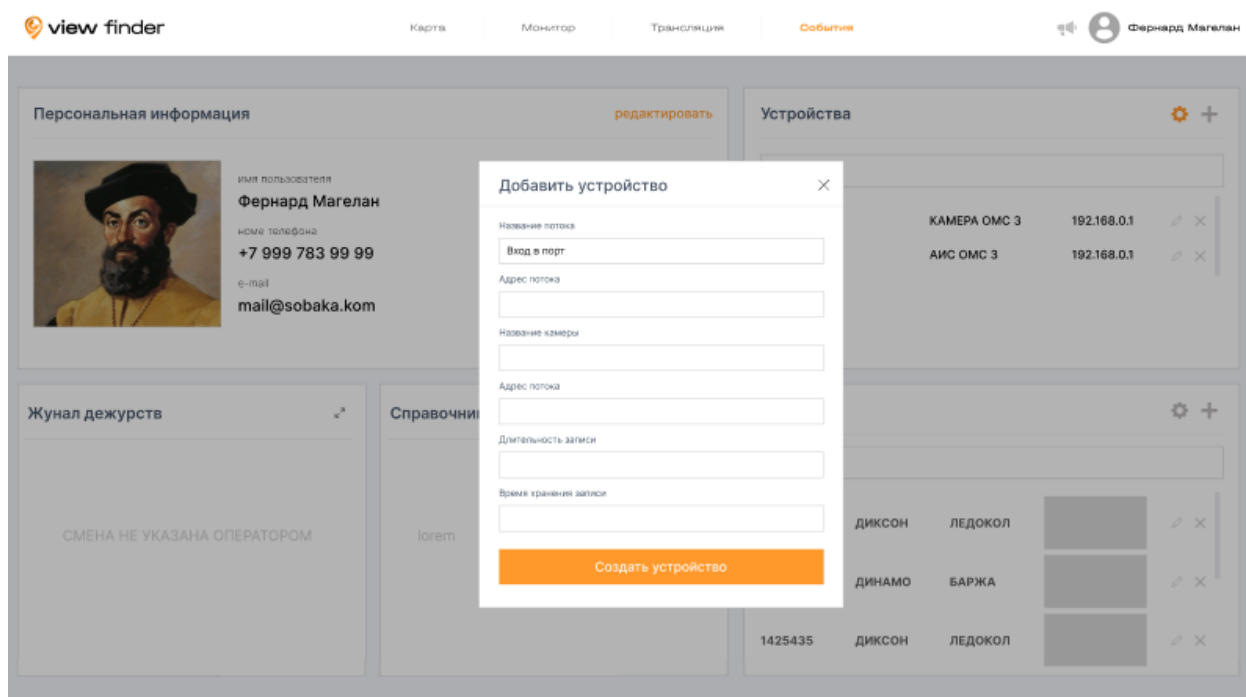 view finder
Карта
Монитор
Трансляция
События
Фернард Магелан
Персональная информация
редактировать
имя пользователя
Фернард Магелан
номе телефона
+7 999 783 99 99
e-mail
mail@sobaka.kom
Устройства
КАМЕРА ОМС 3 192.168.0.1
АИС ОМС 3 192.168.0.1
Добавить устройство
Название потока
Вход в порт
Адрес потока
Название камеры
Адрес потока
Длительность записи
Время хранения записи
Создать устройство
Жунал дежурств
СМЕНА НЕ УКАЗАНА ОПЕРАТОРОМ
Справочни
lorem
ДИКСОН ЛЕДОКОЛ
ДИНАМО БАРЖА
1425435 ДИКСОН ЛЕДОКОЛ